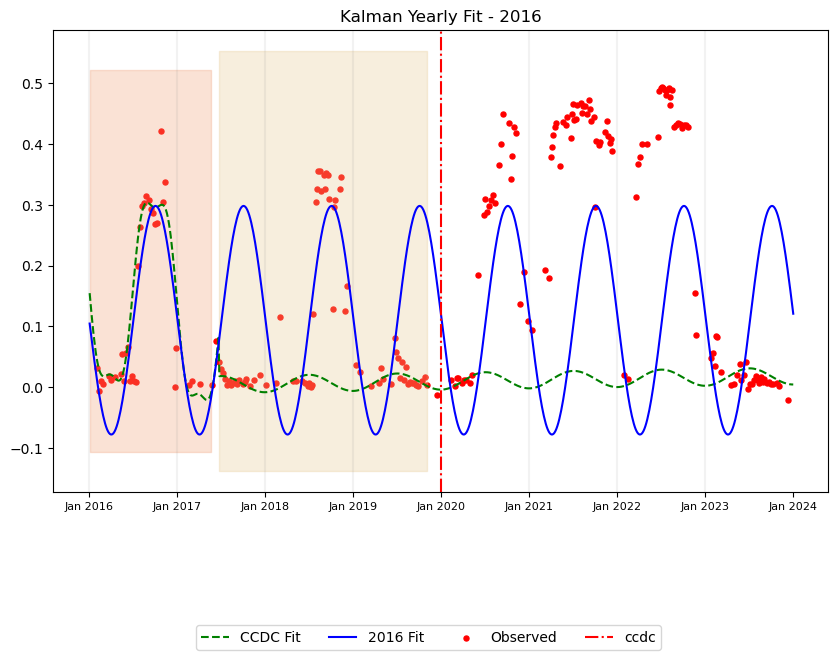 Kalman Yearly Fit - 2016
0.5
0.4
0.3
0.2
0.1
0.0
−0.1
Jan 2016 Jan 2017 Jan 2018 Jan 2019 Jan 2020 Jan 2021 Jan 2022 Jan 2023 Jan 2024
CCDC Fit 2016 Fit Observed ccdc